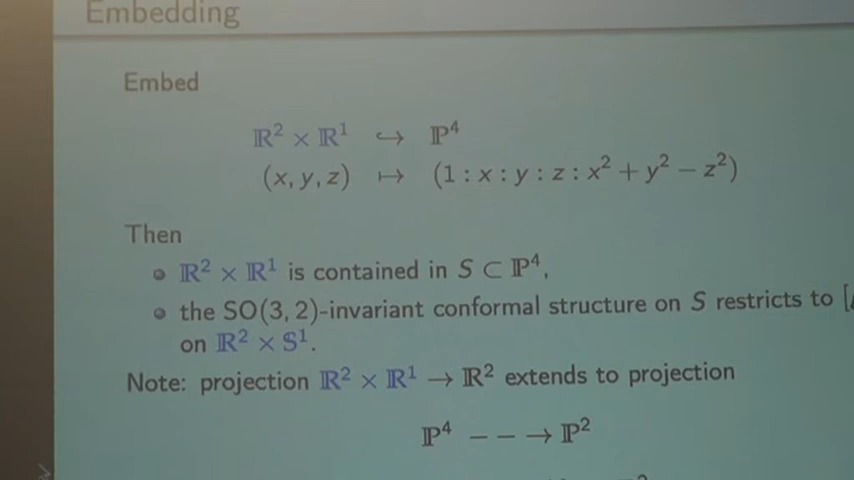 Embedding
Embed
ℝ² × ℝ¹ ↪ ℙ⁴
(x, y, z) ↦ (1 : x : y : z : x² + y² − z²)
Then
ℝ² × ℝ¹ is contained in S ⊂ ℙ⁴,
the SO(3, 2)-invariant conformal structure on S restricts to [
on ℝ² × 𝕊¹.
Note: projection ℝ² × ℝ¹ → ℝ² extends to projection
ℙ⁴ −−→ ℙ²